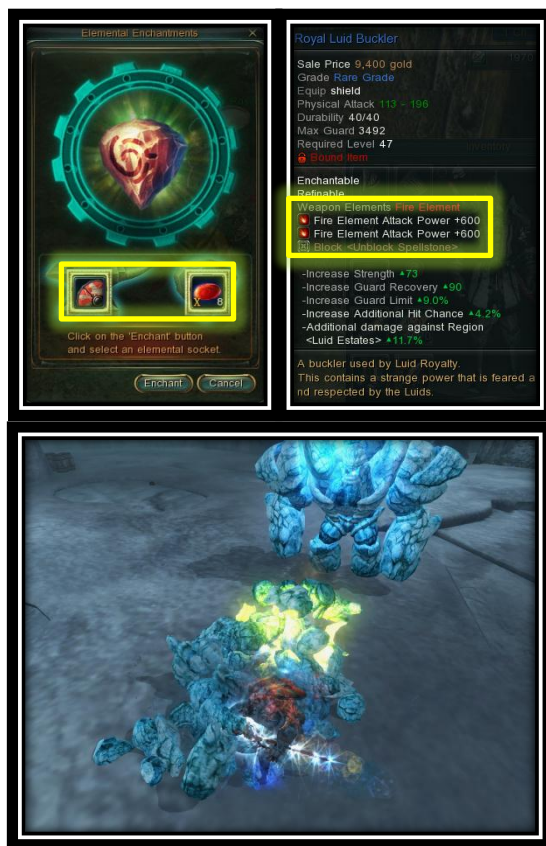 Elemental Enchantments
X 8
Click on the 'Enchant' button
and select an elemental socket.
Enchant
Cancel
Royal Luid Buckler
Sale Price 9,400 gold
Grade Rare Grade
Equip shield
Physical Attack 113 - 196
Durability 40/40
Max Guard 3492
Required Level 47
Bound Item
Enchantable
Refinable
Weapon Elements Fire Element
Fire Element Attack Power +600
Fire Element Attack Power +600
Block <Unblock Spellstone>
-Increase Strength ▲73
-Increase Guard Recovery ▲90
-Increase Guard Limit ▲9.0%
-Increase Additional Hit Chance ▲4.2%
-Additional damage against Region
<Luid Estates> ▲11.7%
A buckler used by Luid Royalty.
This contains a strange power that is feared a
nd respected by the Luids.